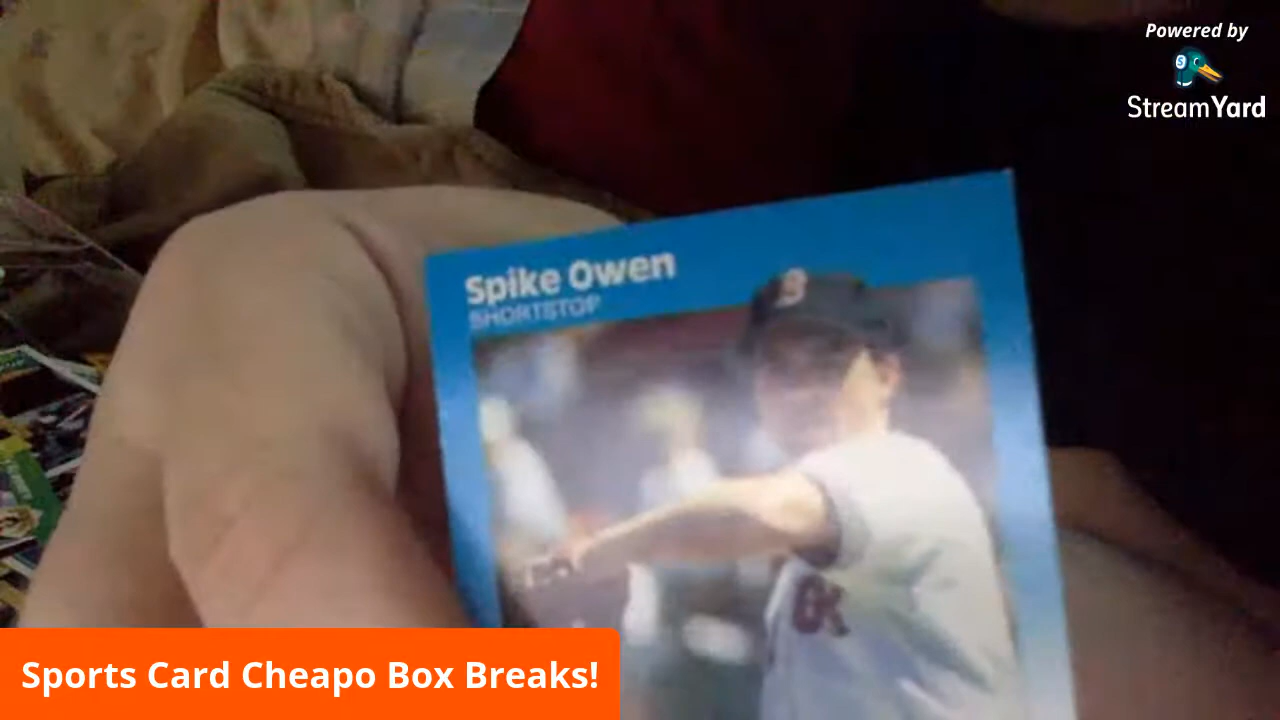 Powered by
StreamYard
Spike Owen
SHORTSTOP
B
Sports Card Cheapo Box Breaks!